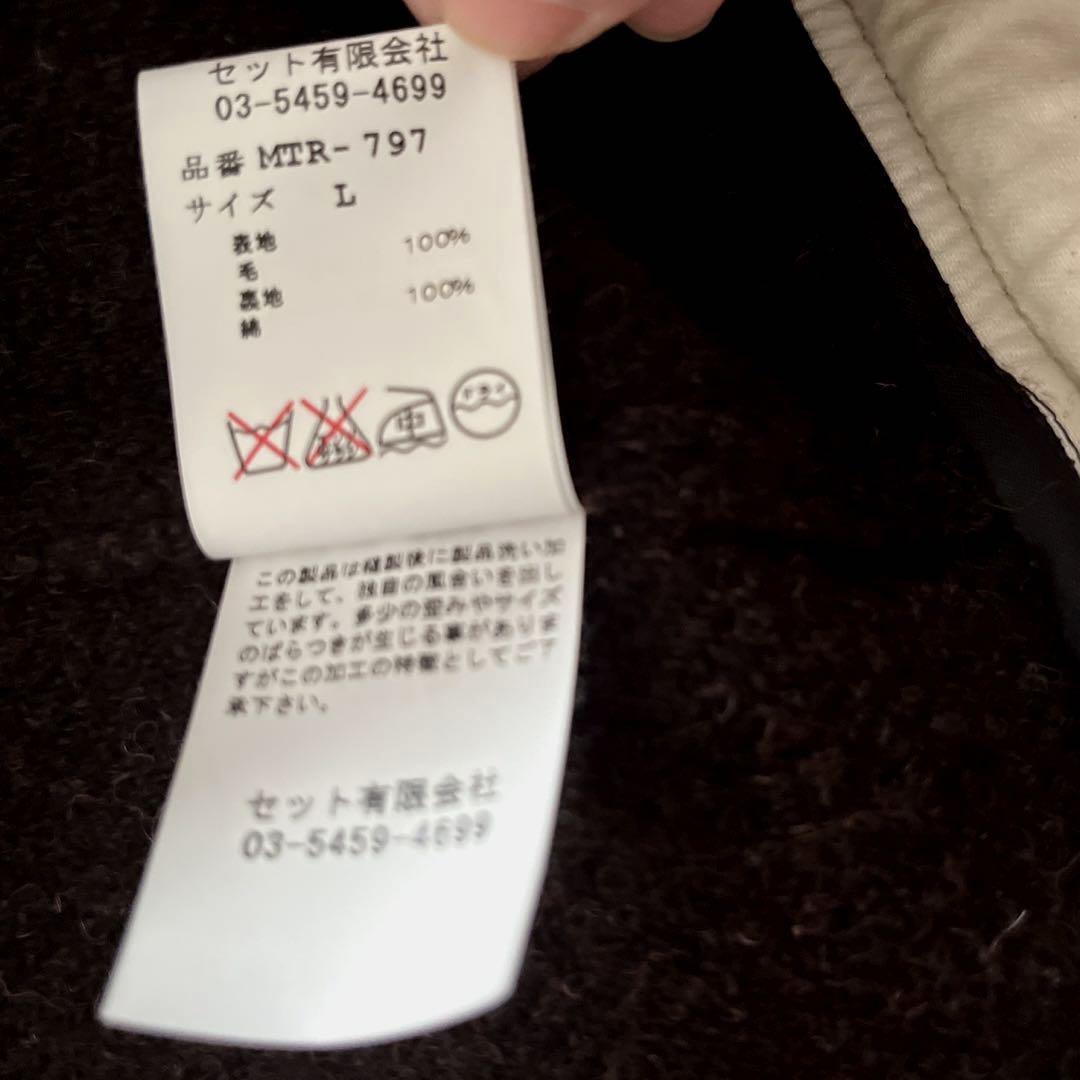 セット有限会社
03-5459-4699
品番 MTR-797
サイズ L
表地 100%
毛
裏地 100%
綿
中
この製品は縫製後に製品洗い加
工をして、独自の風合いを出し
ています。多少の歪みやサイズ
のばらつきが生じる事がありま
すがこの加工の特徴としてご了
承下さい。
セット有限会社
03-5459-4699